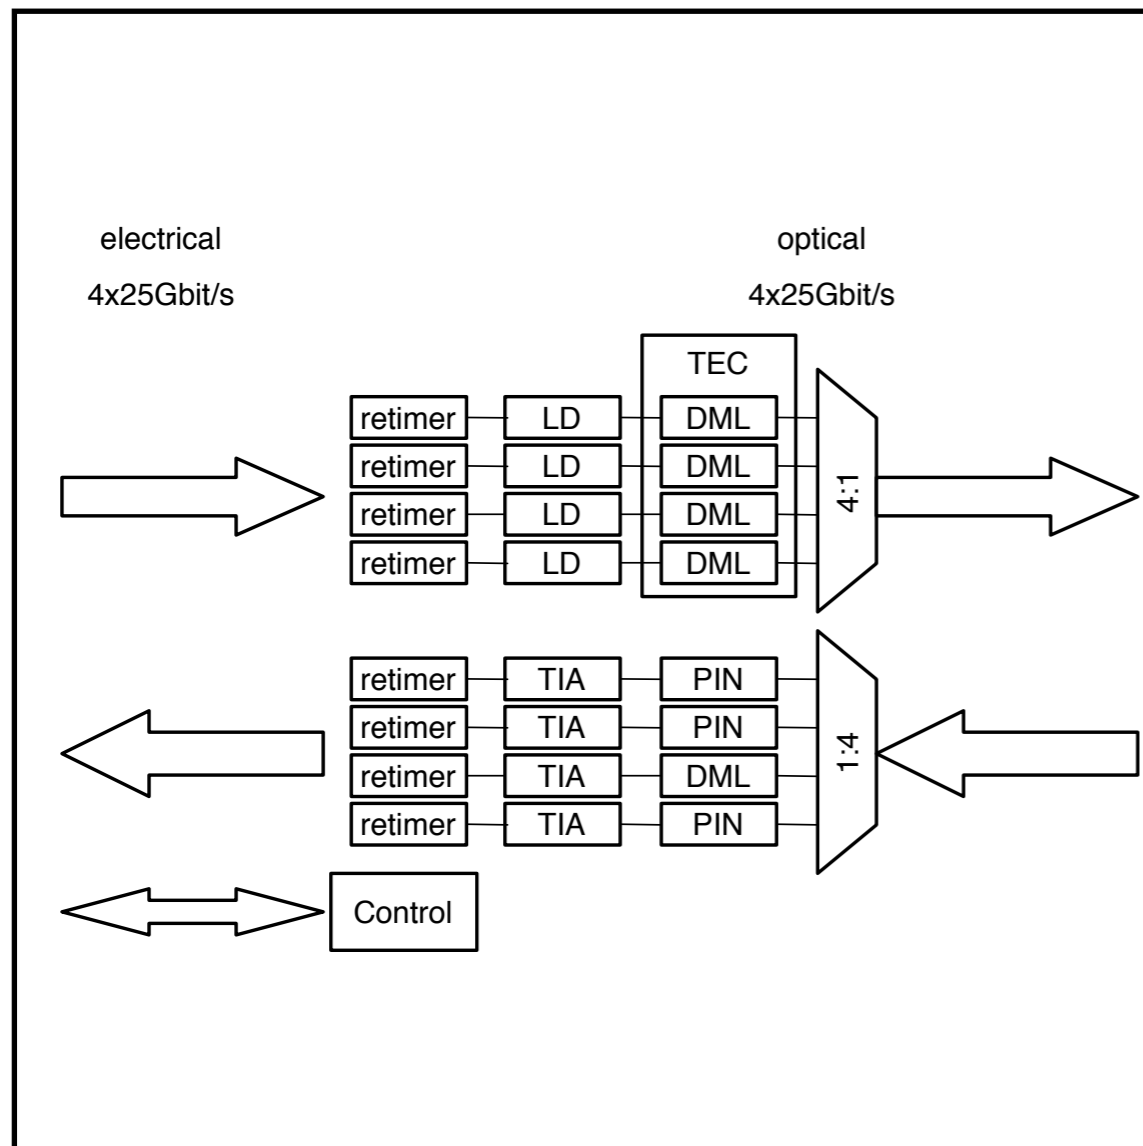 electrical
optical
4x25Gbit/s
4x25Gbit/s
TEC
retimer LD DML
retimer LD DML
retimer LD DML
retimer LD DML
4:1
retimer TIA PIN
retimer TIA PIN
retimer TIA DML
retimer TIA PIN
1:4
Control